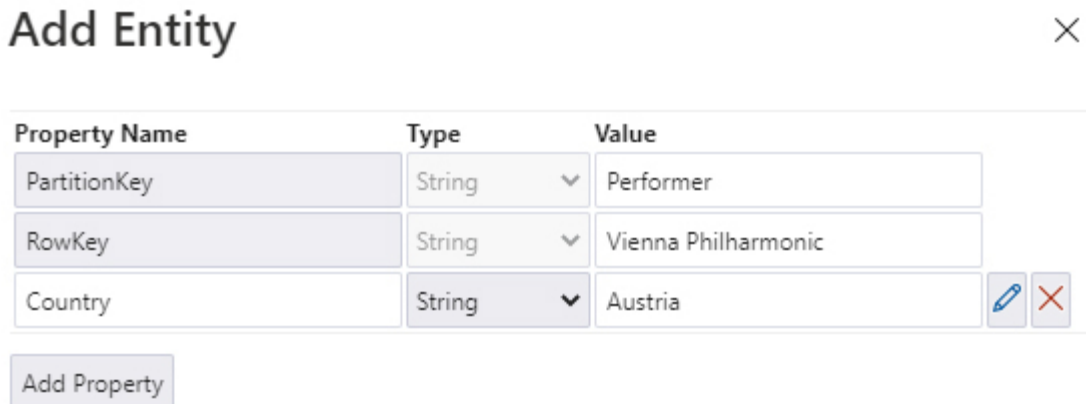 Add Entity
Property Name Type Value
PartitionKey String Performer
RowKey String Vienna Philharmonic
Country String Austria
Add Property